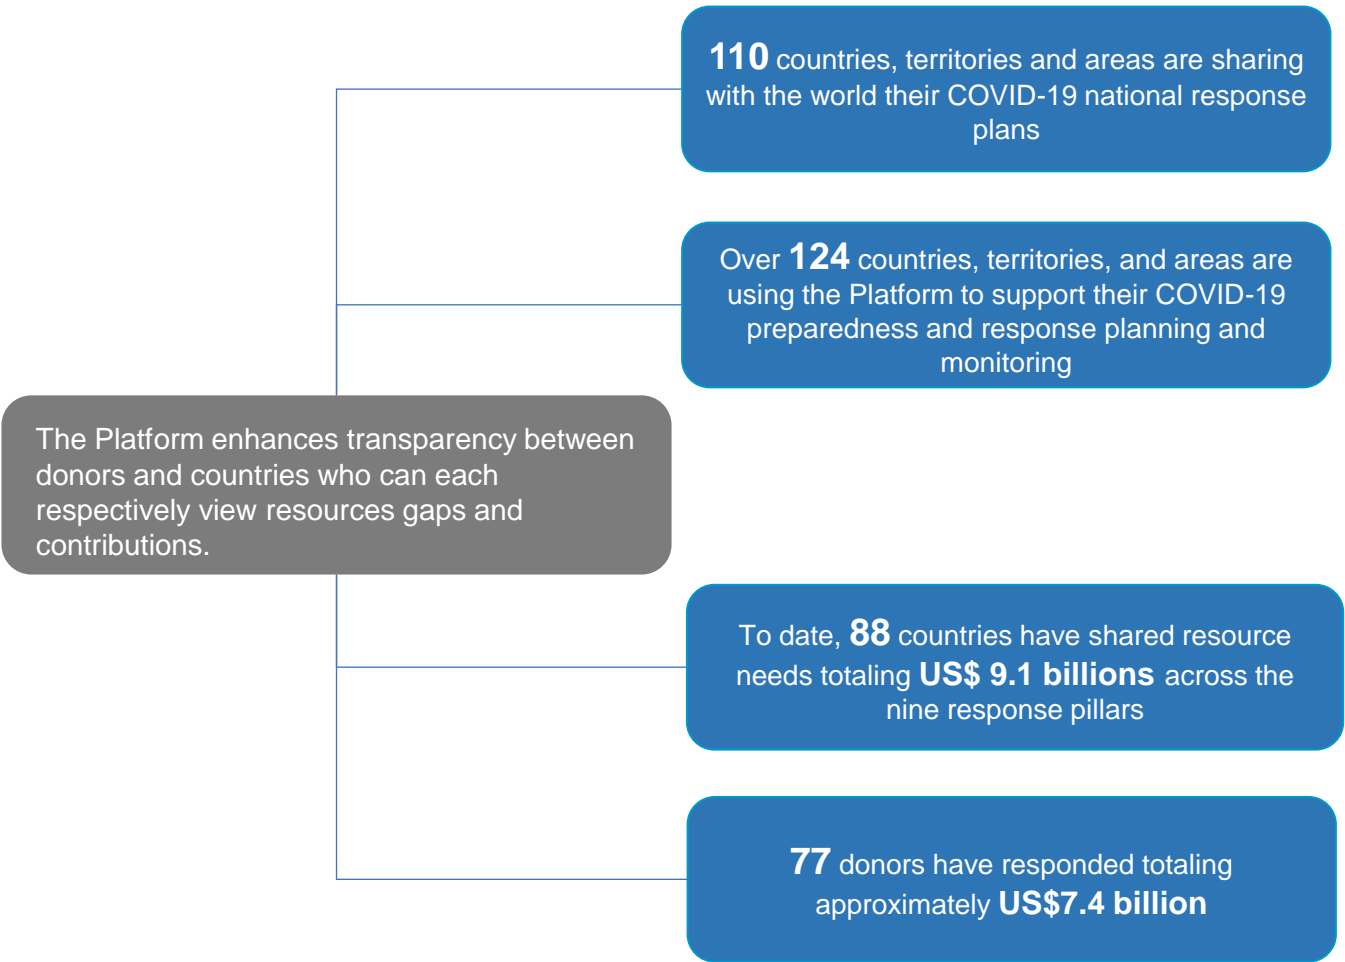 110 countries, territories and areas are sharing
with the world their COVID-19 national response
plans
Over 124 countries, territories, and areas are
using the Platform to support their COVID-19
preparedness and response planning and
monitoring
The Platform enhances transparency between
donors and countries who can each
respectively view resources gaps and
contributions.
To date, 88 countries have shared resource
needs totaling US$ 9.1 billions across the
nine response pillars
77 donors have responded totaling
approximately US$7.4 billion